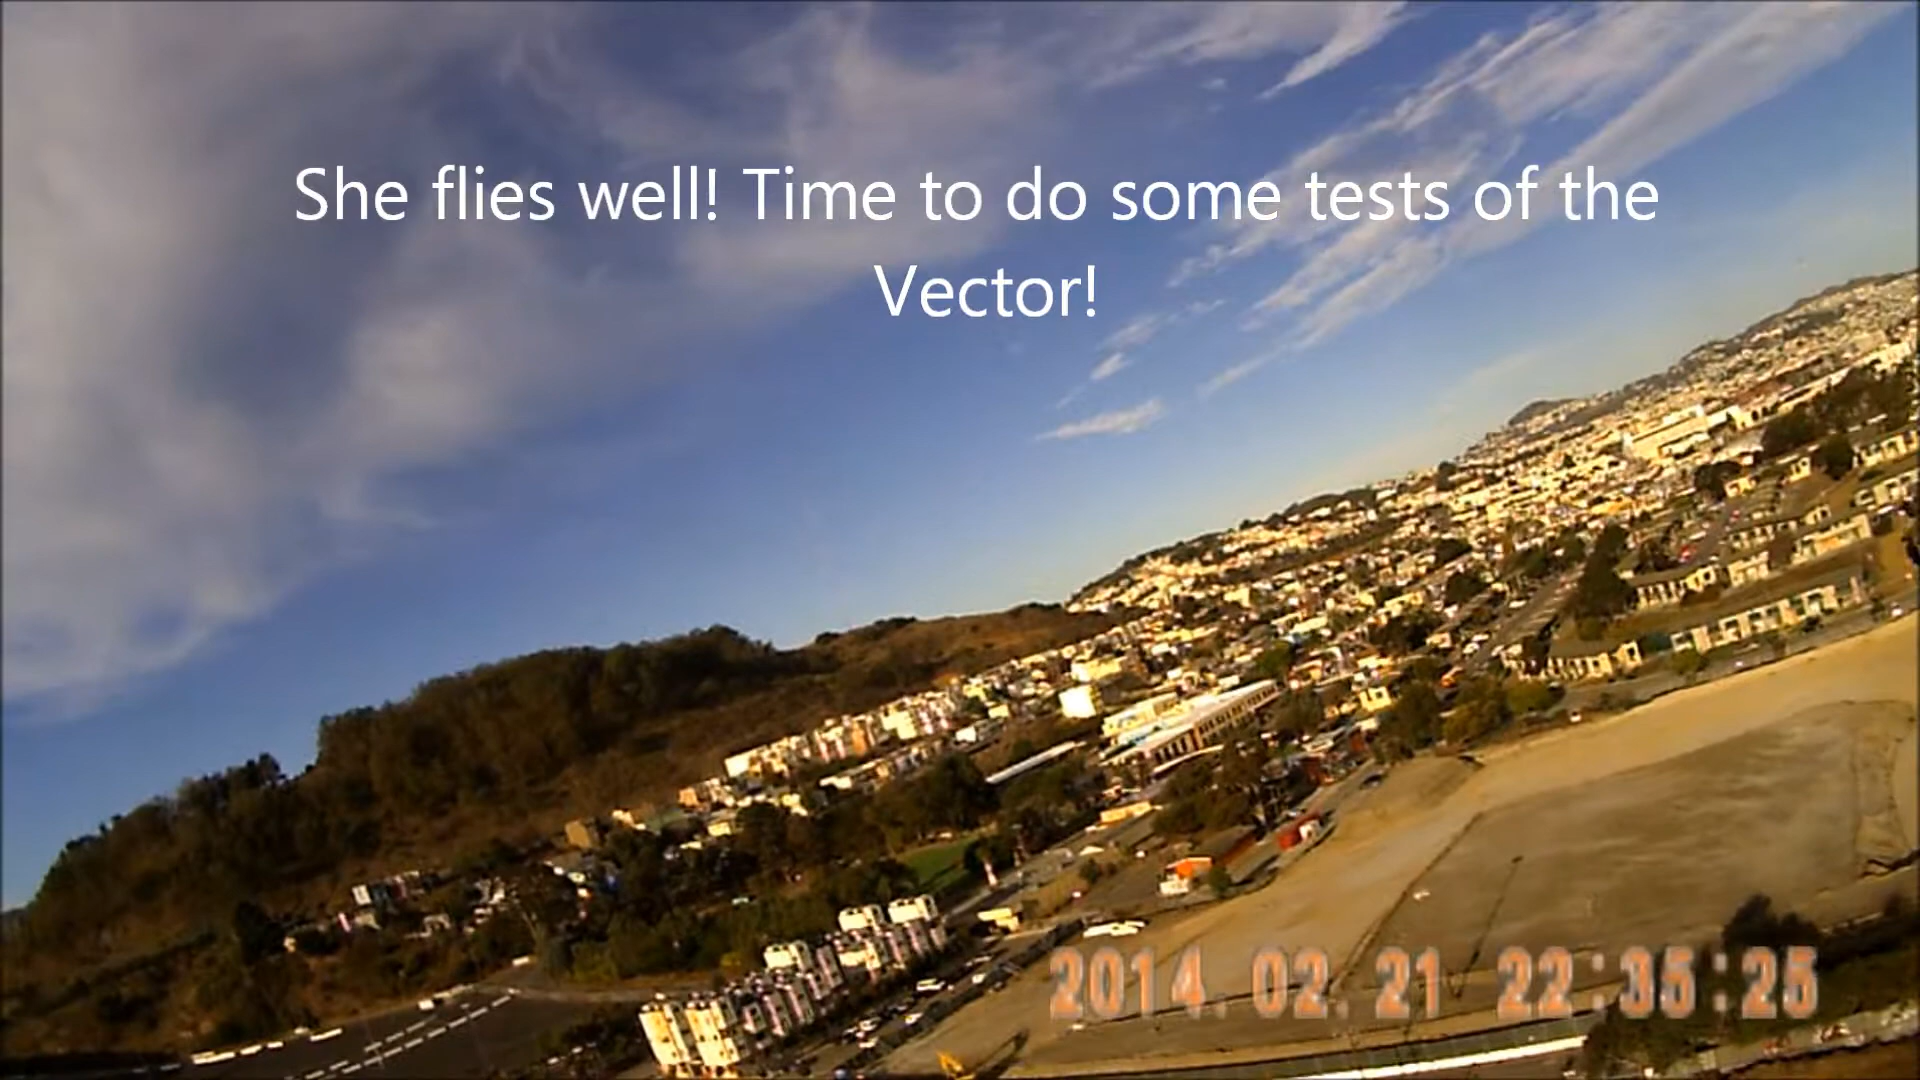 She flies well! Time to do some tests of the
Vector!
2014.02.21 22:35:25